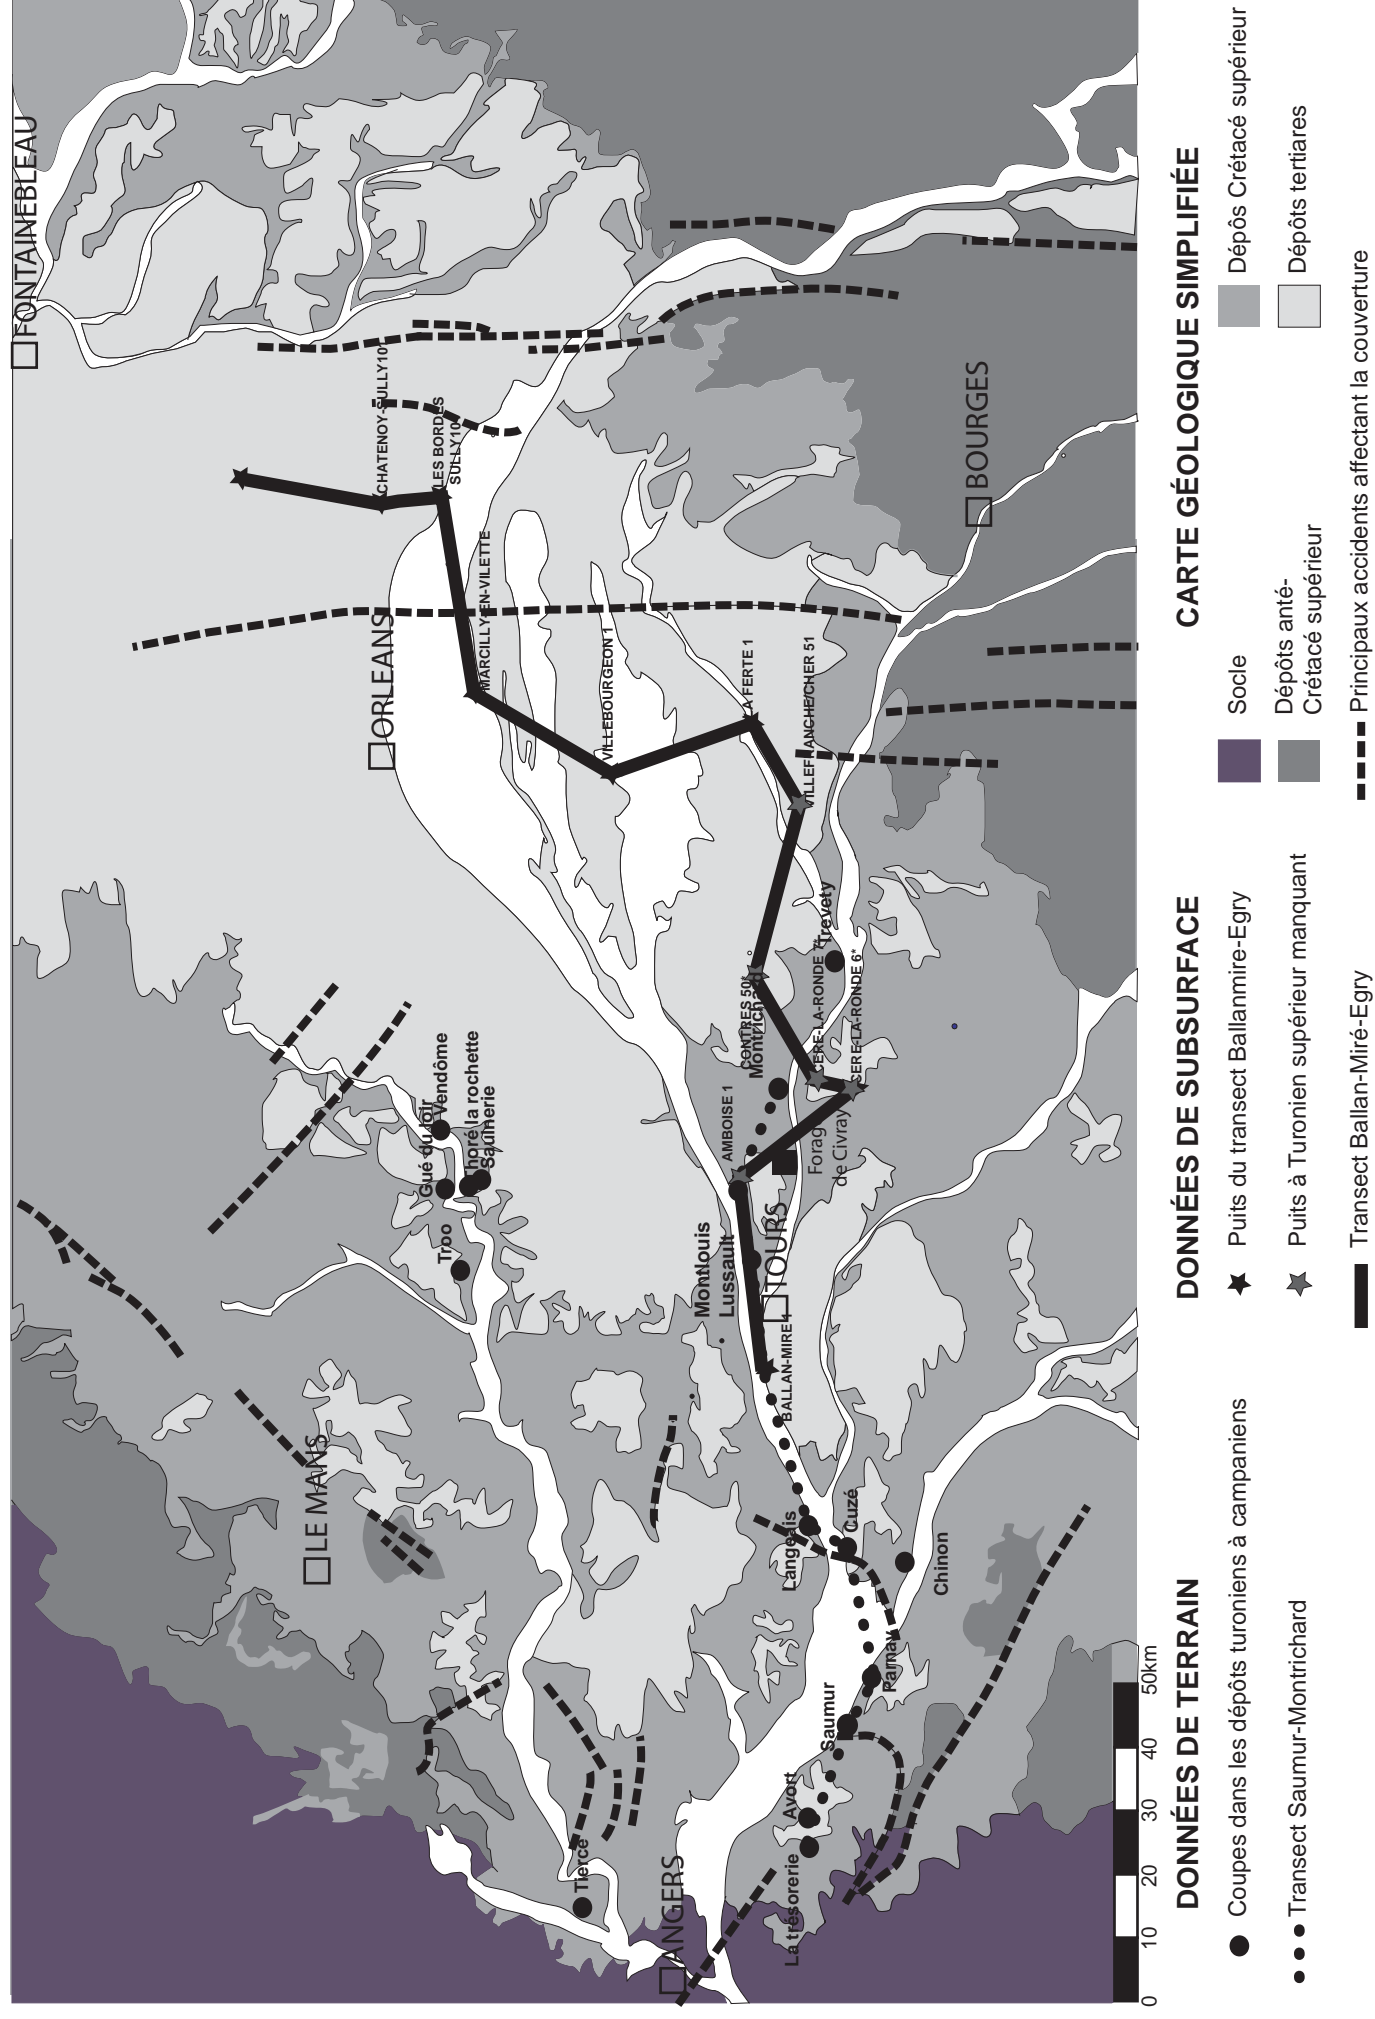 FONTAINEBLEAU
CHATENOY-SULLY101
LES BORDES
SULLY10
MARCILLY-EN-VILETTE
ORLEANS
VILLEBOURGEON 1
LA FERTE 1
VILLEFRANCHE/CHER 51
BOURGES
Gué du loir
Vendôme
Thoré la rochette
Saulnerie
Troo
CONTRES 50*
Montrichard
CERE-LA-RONDE 7*
Trevety
CERE-LA-RONDE 6*
AMBOISE 1
Forage
de Civray
Montlouis
Lussault
TOURS
BALLAN-MIRE 1
LE MANS
Langeais
Cuzé
Chinon
Parnay
Saumur
Avort
La trésorerie
Tierce
ANGERS
0 10 20 30 40 50km
DONNÉES DE TERRAIN
Coupes dans les dépôts turoniens à campaniens
Transect Saumur-Montrichard
DONNÉES DE SUBSURFACE
Puits du transect Ballanmire-Egry
Puits à Turonien supérieur manquant
Transect Ballan-Miré-Egry
CARTE GÉOLOGIQUE SIMPLIFIÉE
Socle
Dépôts anté-
Crétacé supérieur
Dépôs Crétacé supérieur
Dépôts tertiares
Principaux accidents affectant la couverture